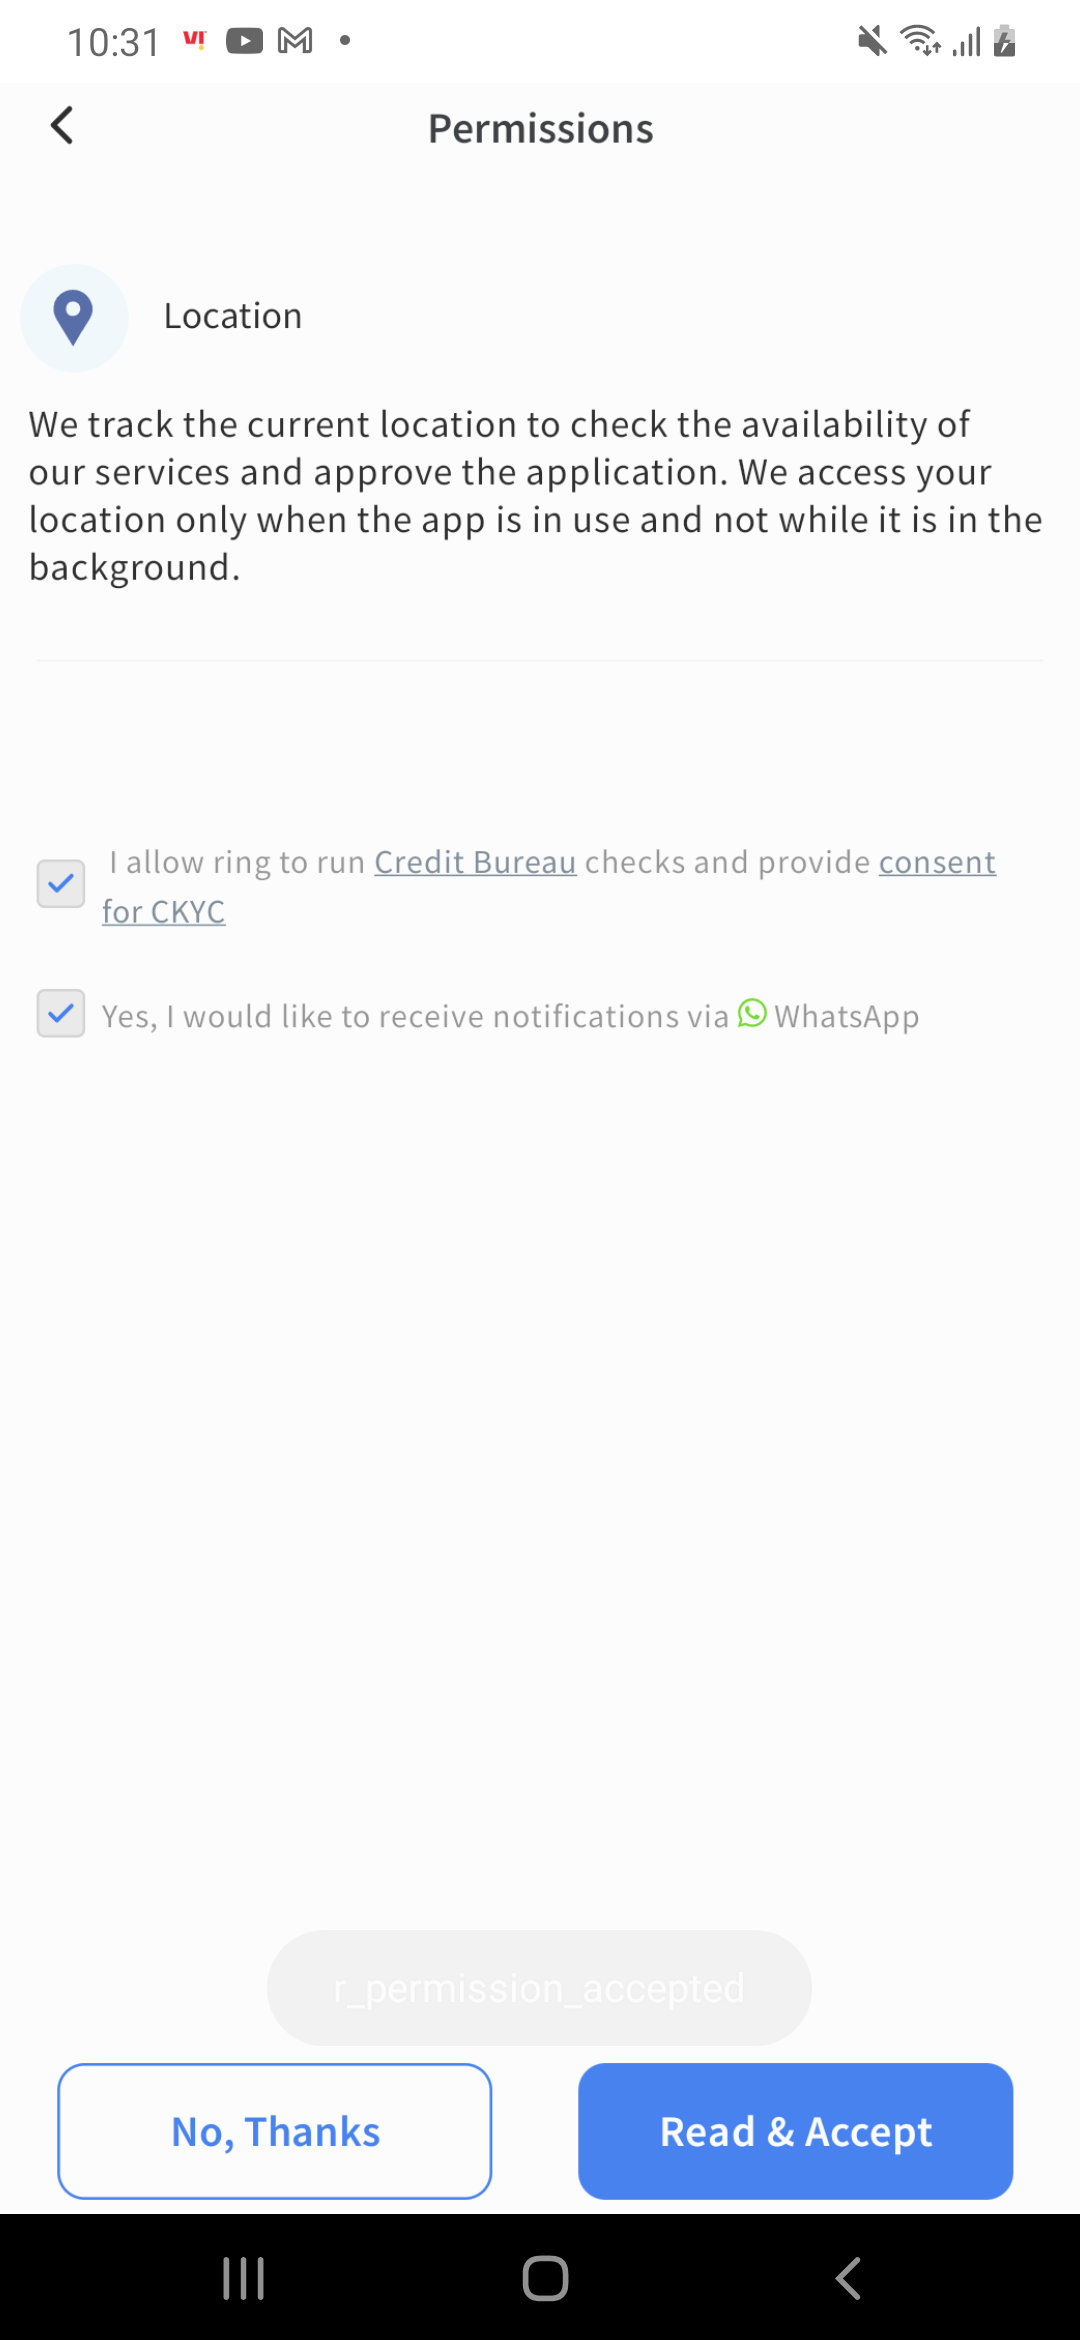 10:31 VI!
Permissions
Location
We track the current location to check the availability of
our services and approve the application. We access your
location only when the app is in use and not while it is in the
background.
I allow ring to run Credit Bureau checks and provide consent
for CKYC
Yes, I would like to receive notifications via WhatsApp
r_permission_accepted
No, Thanks
Read & Accept